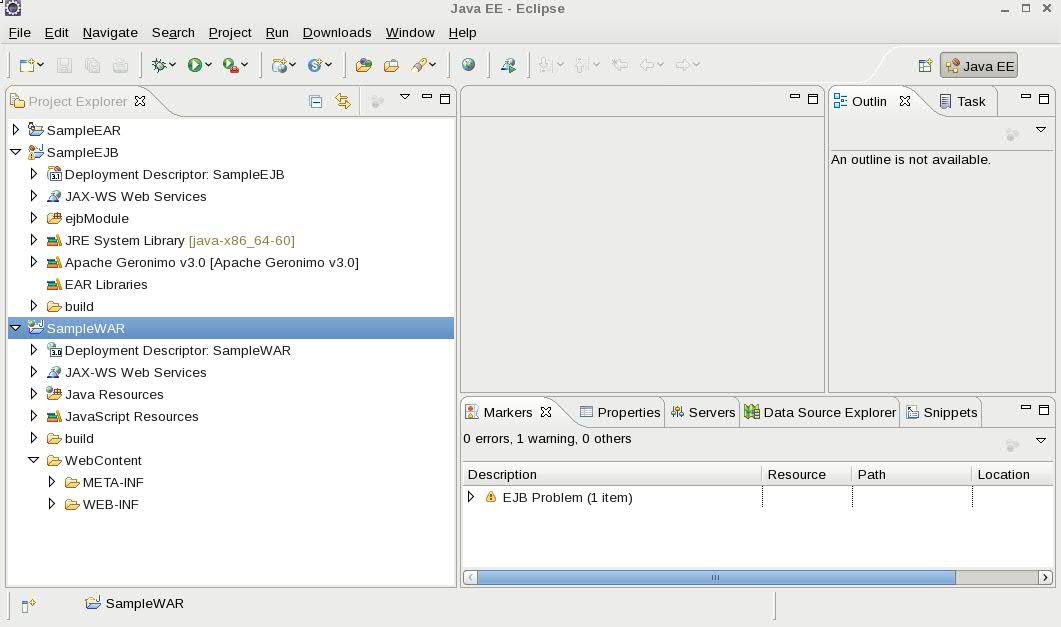 Java EE - Eclipse
File Edit Navigate Search Project Run Downloads Window Help
Java EE
Project Explorer
SampleEAR
SampleEJB
Deployment Descriptor: SampleEJB
JAX-WS Web Services
ejbModule
JRE System Library [java-x86_64-60]
Apache Geronimo v3.0 [Apache Geronimo v3.0]
EAR Libraries
build
SampleWAR
Deployment Descriptor: SampleWAR
JAX-WS Web Services
Java Resources
JavaScript Resources
build
WebContent
META-INF
WEB-INF
Outlin Task
An outline is not available.
Markers Properties Servers Data Source Explorer Snippets
0 errors, 1 warning, 0 others
Description Resource Path Location
EJB Problem (1 item)
SampleWAR